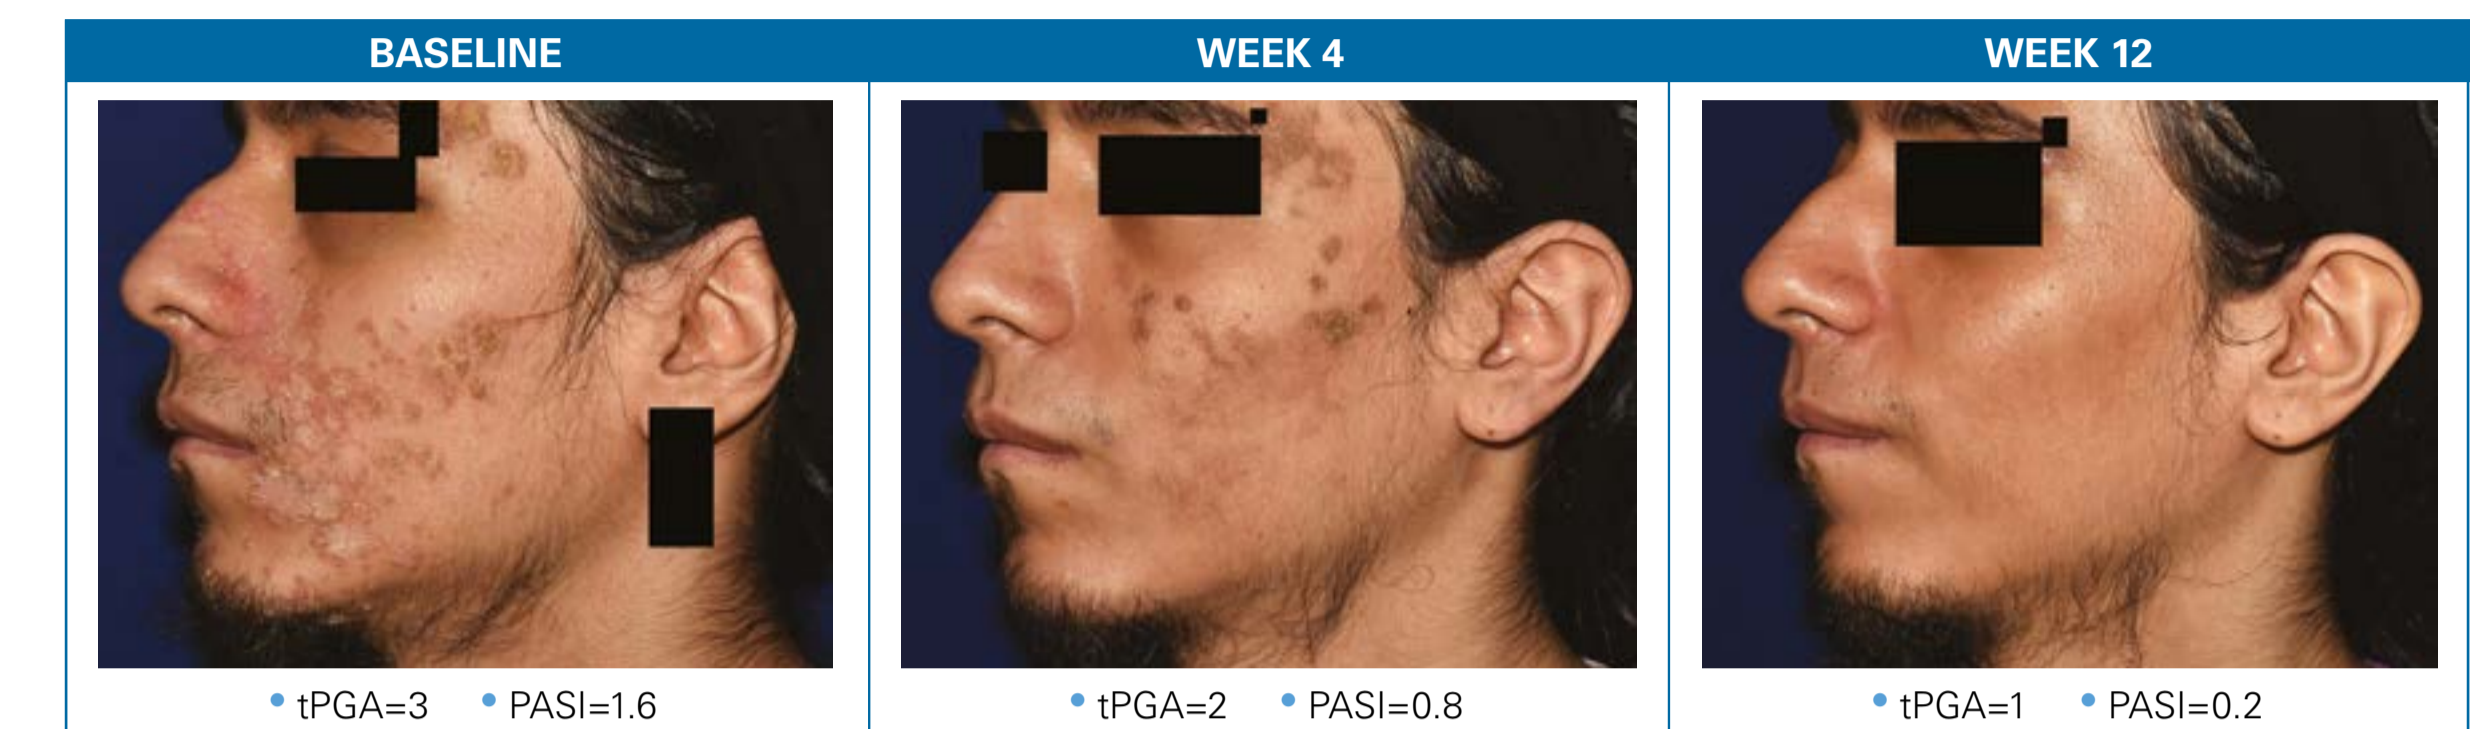 BASELINE WEEK 4 WEEK 12
• tPGA=3 • PASI=1.6 • tPGA=2 • PASI=0.8 • tPGA=1 • PASI=0.2